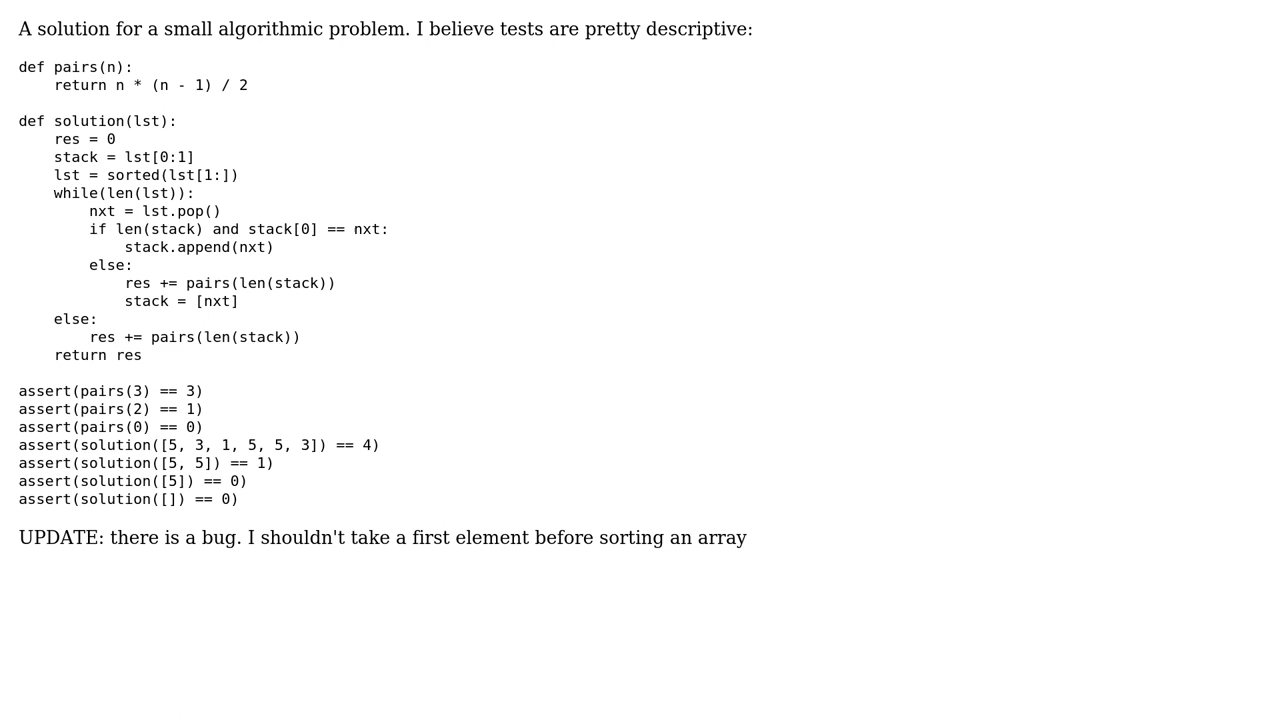 A solution for a small algorithmic problem. I believe tests are pretty descriptive:
def pairs(n):
    return n * (n - 1) / 2

def solution(lst):
    res = 0
    stack = lst[0:1]
    lst = sorted(lst[1:])
    while(len(lst)):
        nxt = lst.pop()
        if len(stack) and stack[0] == nxt:
            stack.append(nxt)
        else:
            res += pairs(len(stack))
            stack = [nxt]
    else:
        res += pairs(len(stack))
    return res

assert(pairs(3) == 3)
assert(pairs(2) == 1)
assert(pairs(0) == 0)
assert(solution([5, 3, 1, 5, 5, 3]) == 4)
assert(solution([5, 5]) == 1)
assert(solution([5]) == 0)
assert(solution([]) == 0)
UPDATE: there is a bug. I shouldn't take a first element before sorting an array